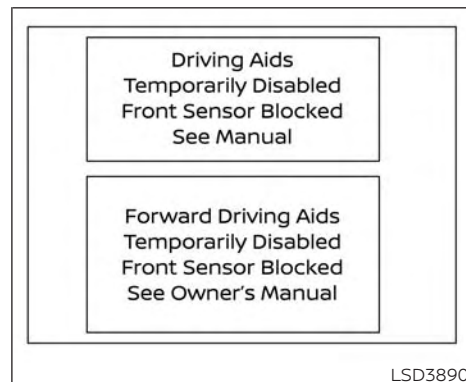 Driving Aids
Temporarily Disabled
Front Sensor Blocked
See Manual
Forward Driving Aids
Temporarily Disabled
Front Sensor Blocked
See Owner's Manual
LSD3890